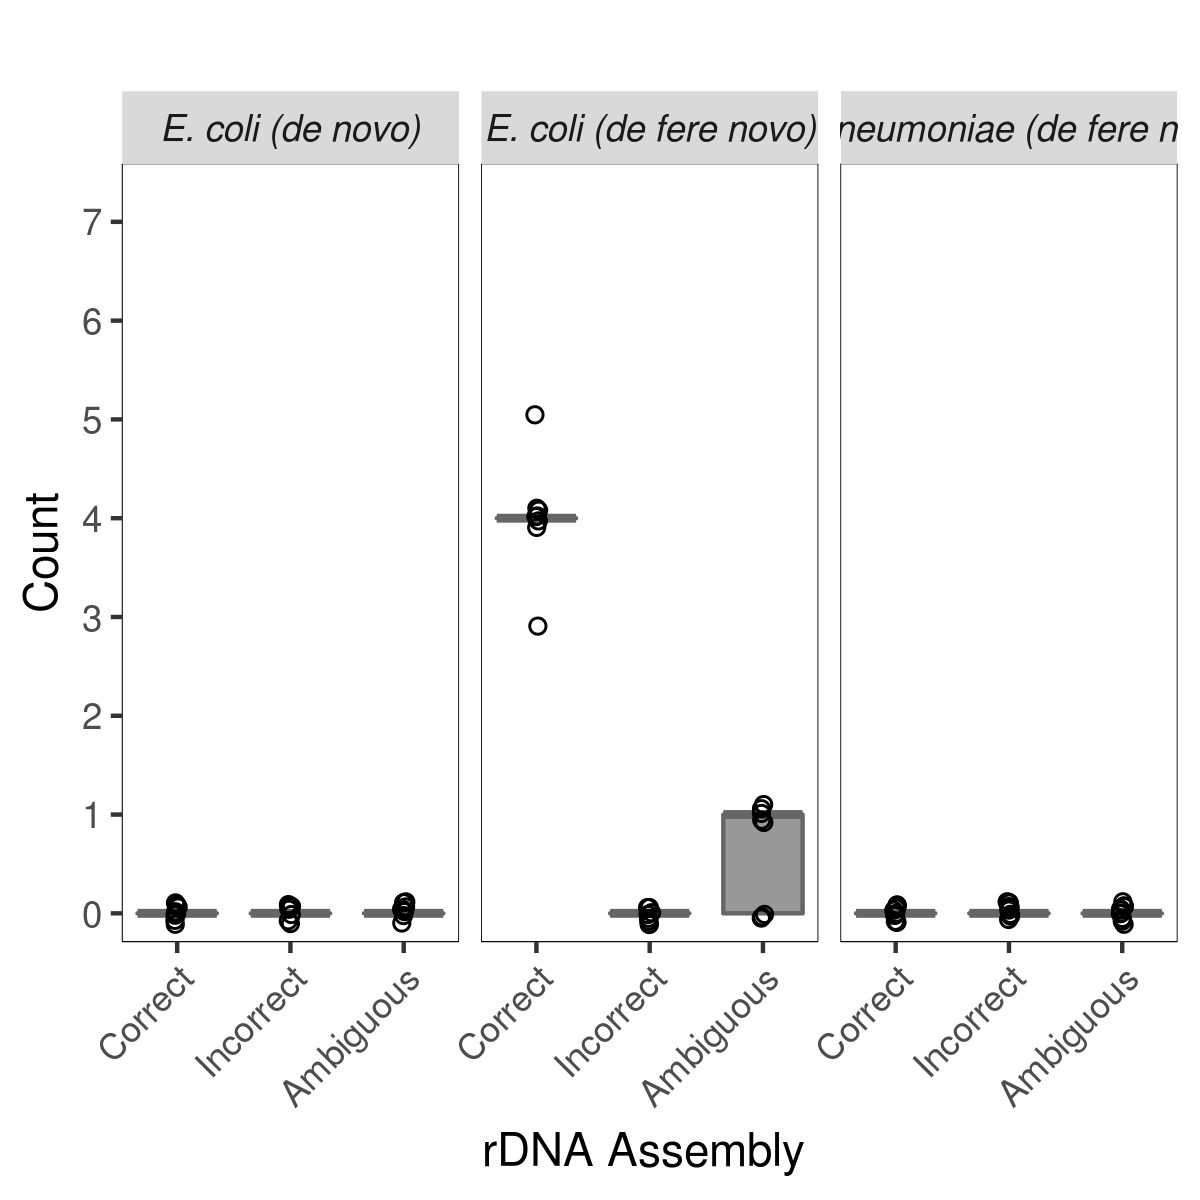 E. coli (de novo)
E. coli (de fere novo)
neumoniae (de fere n
7
6
5
4
3
2
1
0
Count
Correct
Incorrect
Ambiguous
Correct
Incorrect
Ambiguous
Correct
Incorrect
Ambiguous
rDNA Assembly